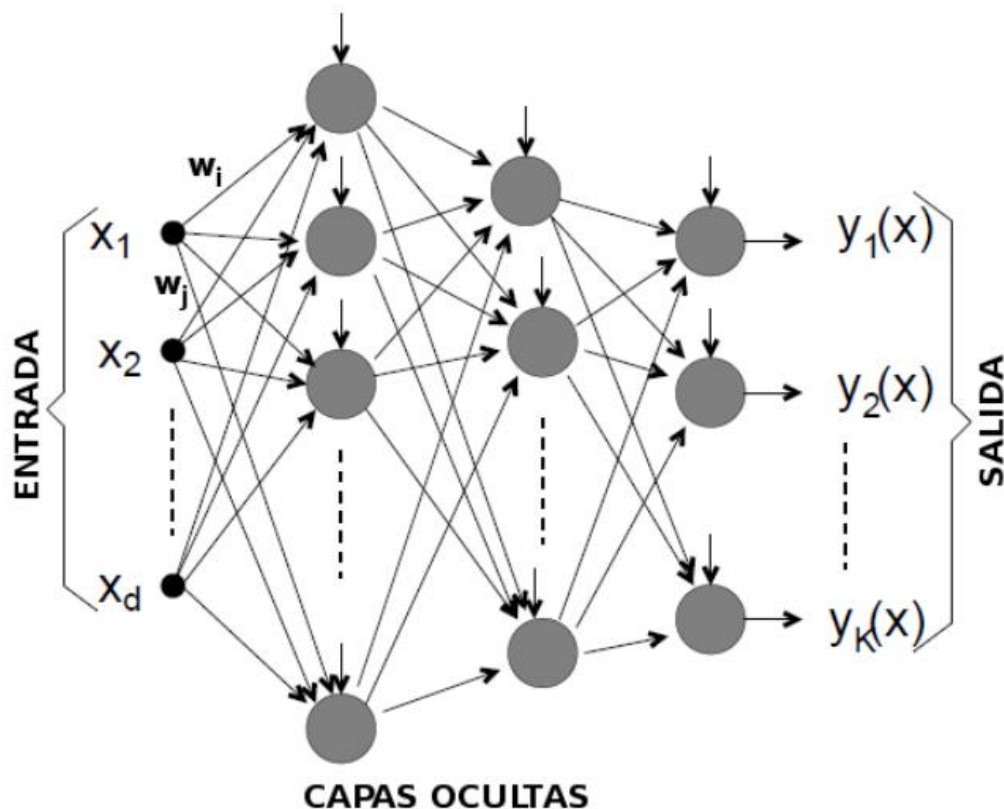 w_i
x_1
y_1(x)
w_j
x_2
y_2(x)
ENTRADA
SALIDA
x_d
y_K(x)
CAPAS OCULTAS